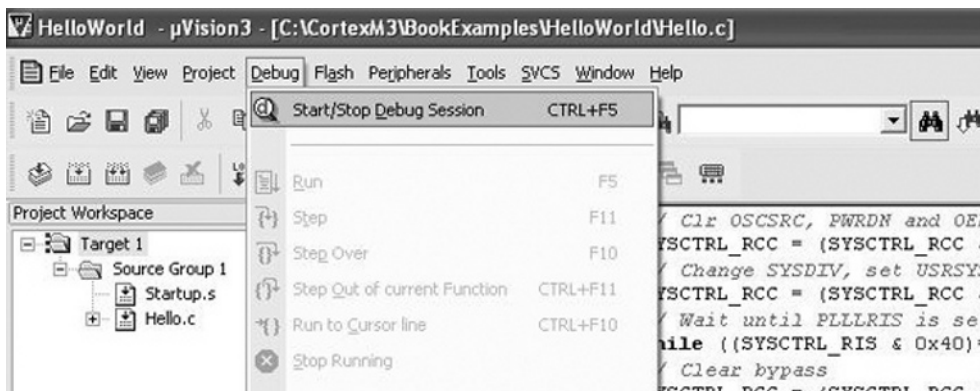 HelloWorld - µVision3 - [C:\CortexM3\BookExamples\HelloWorld\Hello.c]
File Edit View Project Debug Flash Peripherals Tools SVCS Window Help
Start/Stop Debug Session CTRL+F5
Run F5
Step F11
Step Over F10
Step Out of current Function CTRL+F11
Run to Cursor line CTRL+F10
Stop Running
Project Workspace
Target 1
Source Group 1
Startup.s
Hello.c
/ Clr OSCSRC, PWRDN and OE
YSCTRL_RCC = (SYSCTRL_RCC
/ Change SYSDIV, set USRSY
YSCTRL_RCC = (SYSCTRL_RCC
/ Wait until PLLLRIS is se
hile ((SYSCTRL_RIS & 0x40)=
/ Clear bypass